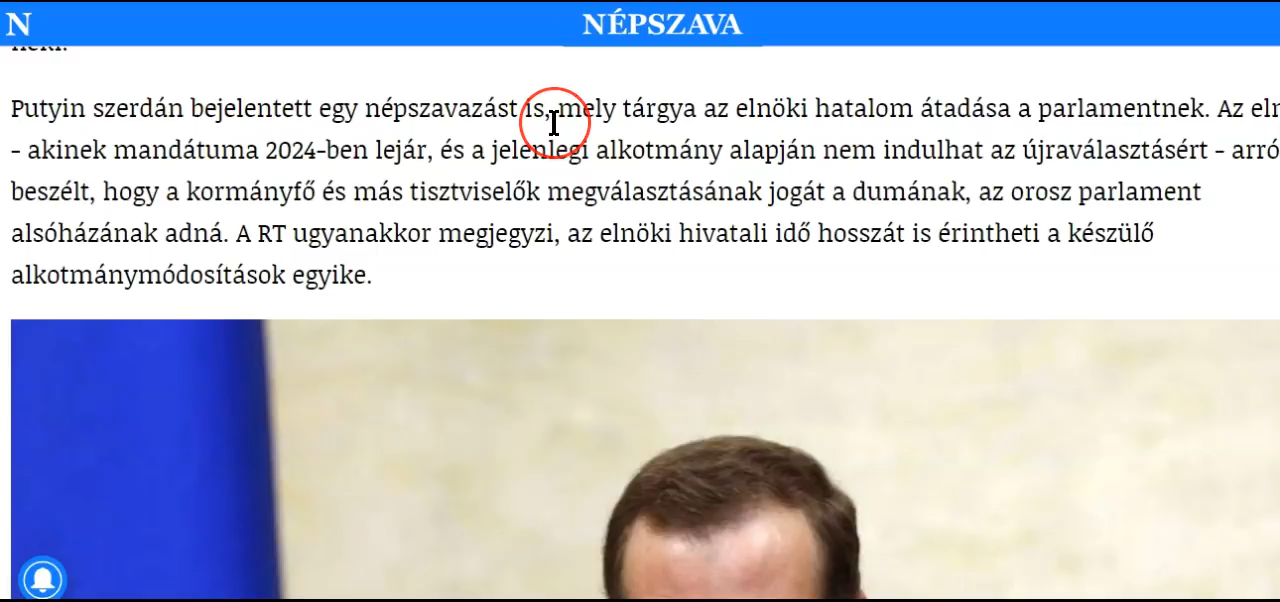 N NÉPSZAVA
Putyin szerdán bejelentett egy népszavazást is, mely tárgya az elnöki hatalom átadása a parlamentnek. Az
- akinek mandátuma 2024-ben lejár, és a jelenlegi alkotmány alapján nem indulhat az újraválasztásért -
beszélt, hogy a kormányfő és más tisztviselők megválasztásának jogát a dumának, az orosz parlament
alsóházának adná. A RT ugyanakkor megjegyzi, az elnöki hivatali idő hosszát is érintheti a készülő
alkotmánymódosítások egyike.